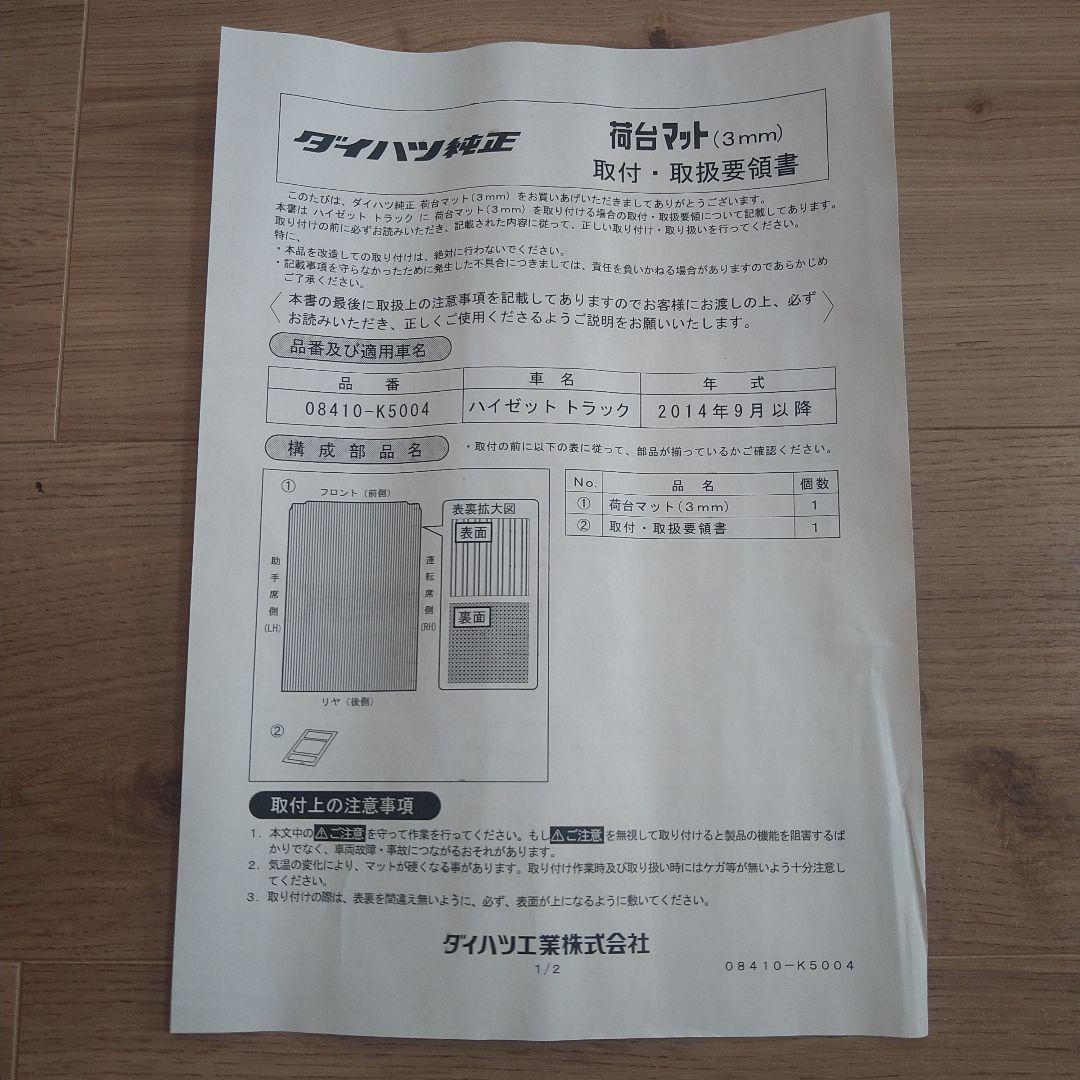 ダイハツ純正
荷台マット(3mm)
取付・取扱要領書
このたびは、ダイハツ純正 荷台マット(3mm) をお買いあげいただきましてありがとうございます。
本書は ハイゼット トラック に 荷台マット(3mm) を取り付ける場合の取付・取扱要領について記載してあります。
取り付けの前に必ずお読みいただき、記載された内容に従って、正しい取り付け・取り扱いを行ってください。
特に、
・本品を改造しての取り付けは、絶対に行わないでください。
・記載事項を守らなかったために発生した不具合につきましては、責任を負いかねる場合がありますのであらかじめ
ご了承ください。
〈 本書の最後に取扱上の注意事項を記載してありますのでお客様にお渡しの上、必ず
お読みいただき、正しくご使用くださるようご説明をお願いいたします。 〉
品番及び適用車名
品 番 車 名 年 式
08410-K5004 ハイゼット トラック 2014年9月以降
構成部品名 ・取付の前に以下の表に従って、部品が揃っているかご確認ください。
①
フロント (前側)
助手席側(LH)
運転席側(RH)
リヤ (後側)
表裏拡大図
表面
裏面
②
No. 品 名 個数
① 荷台マット(3mm) 1
② 取付・取扱要領書 1
取付上の注意事項
1. 本文中の⚠ご注意を守って作業を行ってください。もし⚠ご注意を無視して取り付けると製品の機能を阻害するば
かりでなく、車両故障・事故につながるおそれがあります。
2. 気温の変化により、マットが硬くなる事があります。取り付け作業時及び取り扱い時にはケガ等が無いよう十分注意し
てください。
3. 取り付けの際は、表裏を間違え無いように、必ず、表面が上になるように敷いてください。
ダイハツ工業株式会社
1/2
08410-K5004